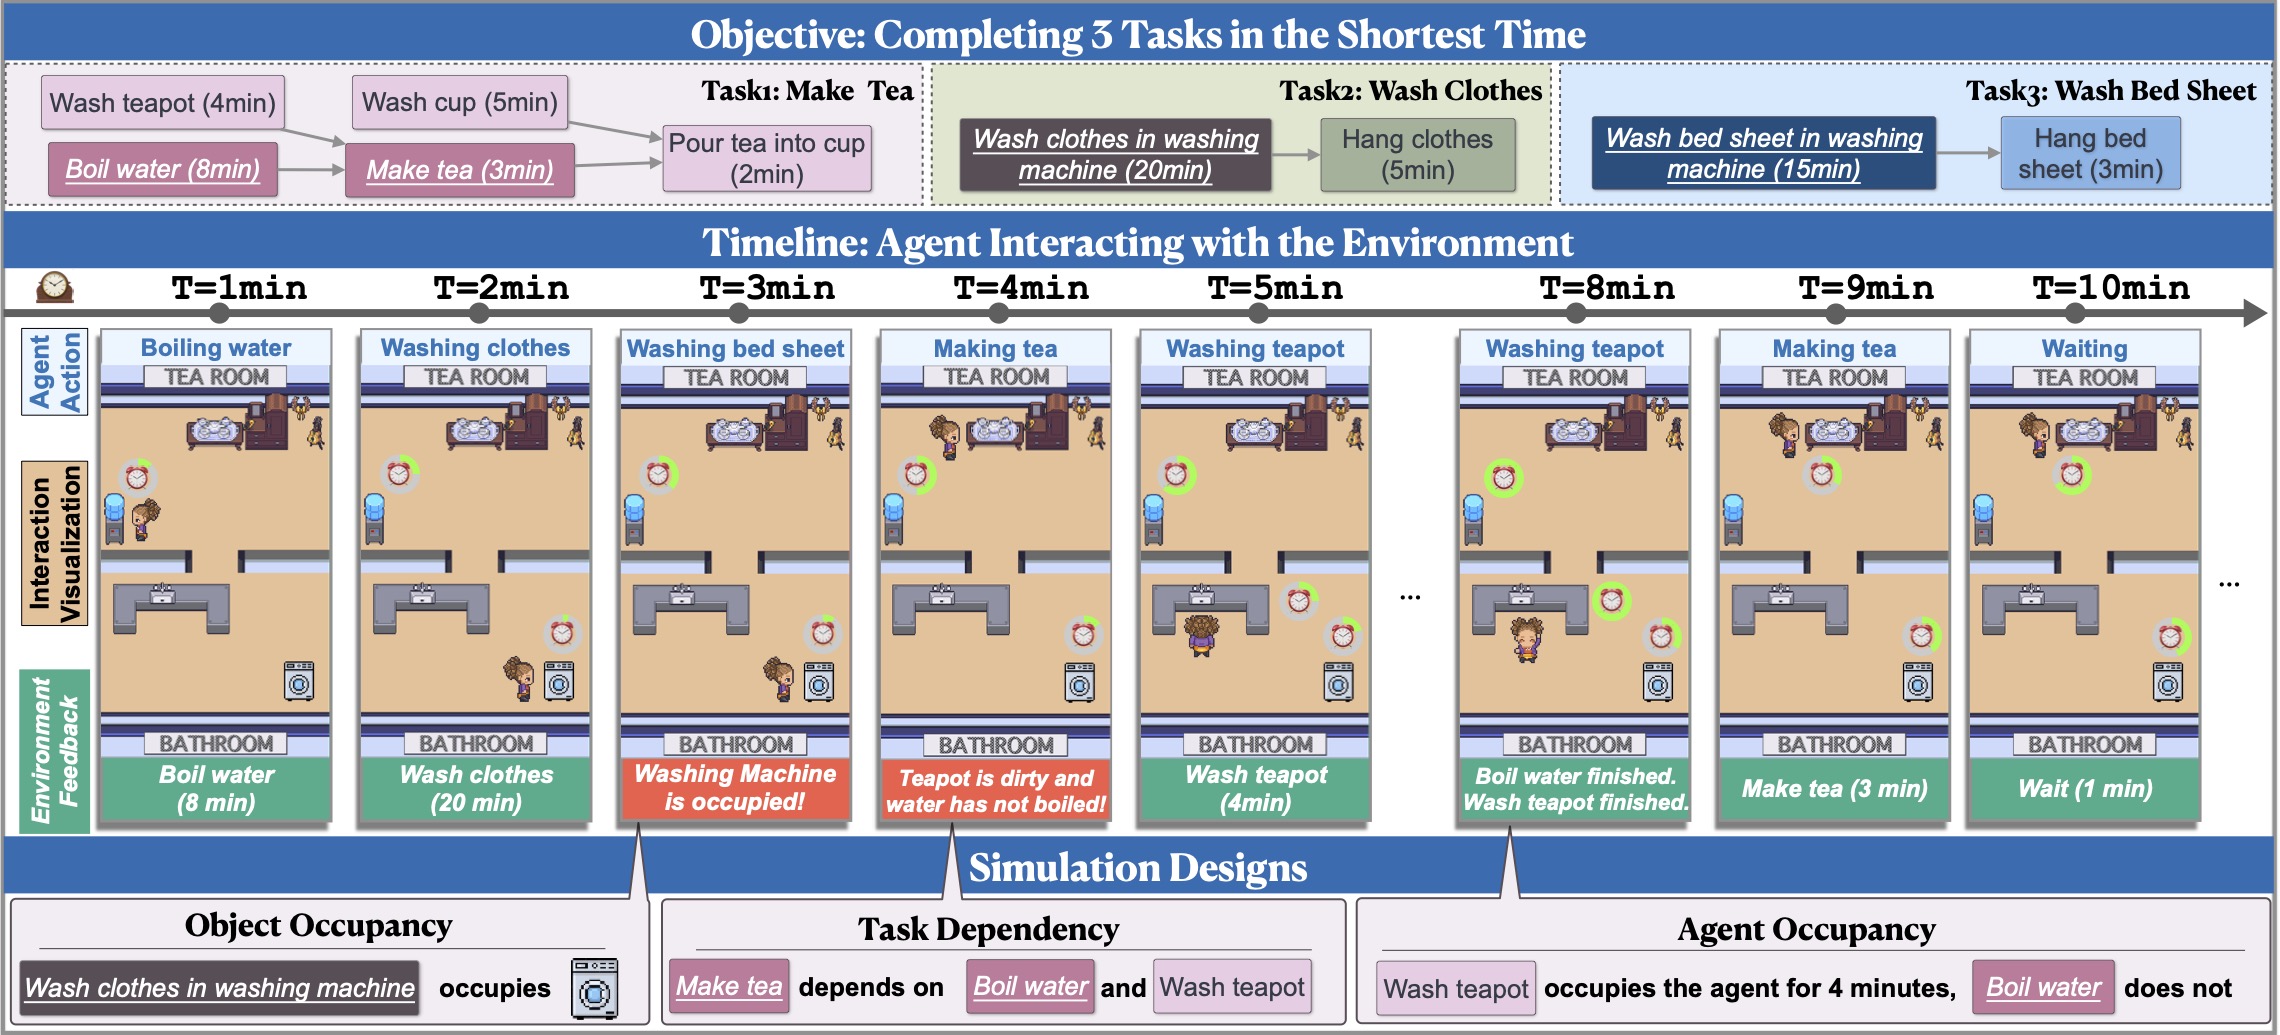 Objective: Completing 3 Tasks in the Shortest Time
Task1: Make Tea
Wash teapot (4min)
Wash cup (5min)
Boil water (8min)
Make tea (3min)
Pour tea into cup
(2min)
Task2: Wash Clothes
Wash clothes in washing
machine (20min)
Hang clothes
(5min)
Task3: Wash Bed Sheet
Wash bed sheet in washing
machine (15min)
Hang bed
sheet (3min)
Timeline: Agent Interacting with the Environment
T=1min
T=2min
T=3min
T=4min
T=5min
T=8min
T=9min
T=10min
Agent
Action
Interaction
Visualization
Environment
Feedback
Boiling water
TEA ROOM
BATHROOM
Boil water
(8 min)
Washing clothes
TEA ROOM
BATHROOM
Wash clothes
(20 min)
Washing bed sheet
TEA ROOM
BATHROOM
Washing Machine
is occupied!
Making tea
TEA ROOM
BATHROOM
Teapot is dirty and
water has not boiled!
Washing teapot
TEA ROOM
BATHROOM
Wash teapot
(4min)
...
Washing teapot
TEA ROOM
BATHROOM
Boil water finished.
Wash teapot finished.
Making tea
TEA ROOM
BATHROOM
Make tea (3 min)
Waiting
TEA ROOM
BATHROOM
Wait (1 min)
...
Simulation Designs
Object Occupancy
Wash clothes in washing machine occupies
Task Dependency
Make tea depends on Boil water and Wash teapot
Agent Occupancy
Wash teapot occupies the agent for 4 minutes, Boil water does not